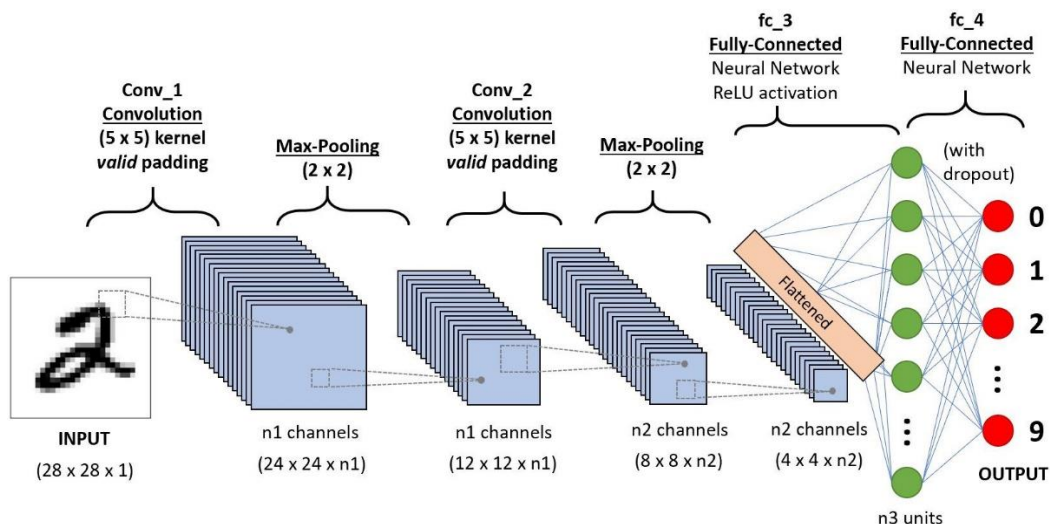 fc_3
Fully-Connected
Neural Network
ReLU activation
fc_4
Fully-Connected
Neural Network
Conv_1
Convolution
(5 x 5) kernel
valid padding
Max-Pooling
(2 x 2)
Conv_2
Convolution
(5 x 5) kernel
valid padding
Max-Pooling
(2 x 2)
(with
dropout)
Flattened
0
1
2
...
9
OUTPUT
2
INPUT
(28 x 28 x 1)
n1 channels
(24 x 24 x n1)
n1 channels
(12 x 12 x n1)
n2 channels
(8 x 8 x n2)
n2 channels
(4 x 4 x n2)
...
n3 units